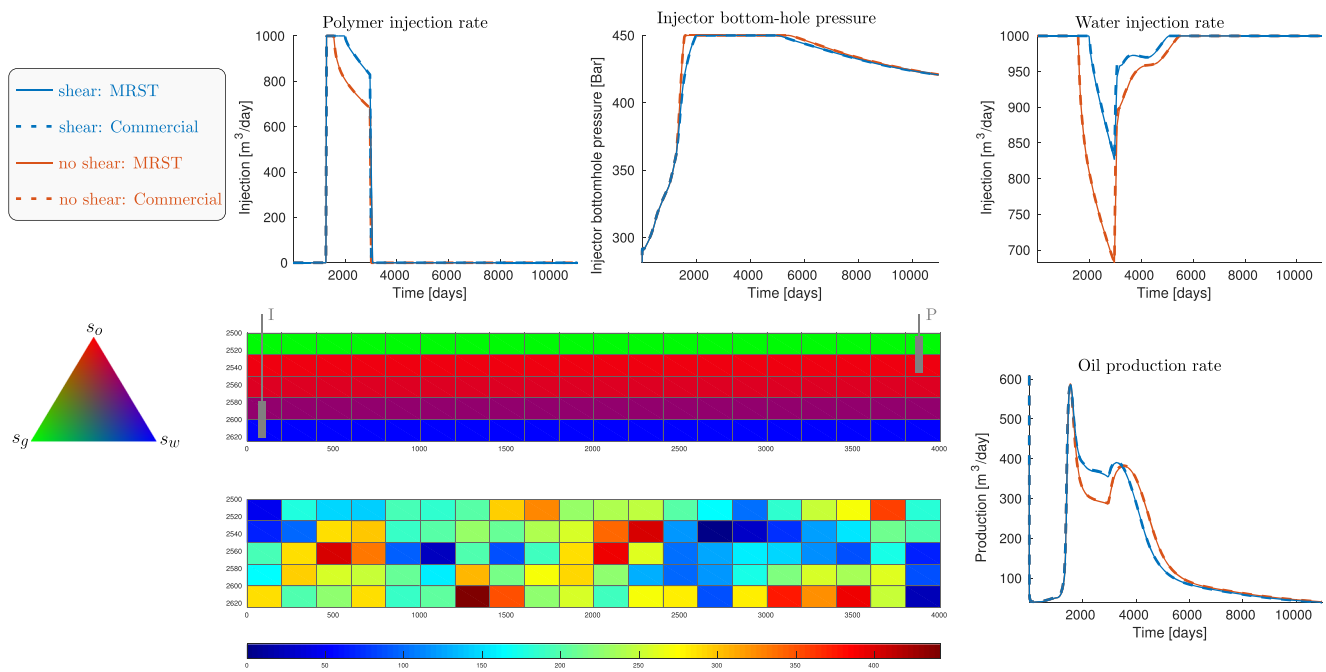 Polymer injection rate
Injector bottom-hole pressure
Water injection rate
shear: MRST
shear: Commercial
no shear: MRST
no shear: Commercial
Injection [m³/day]
1000
800
600
400
200
0
2000 4000 6000 8000 10000
Time [days]
Injector bottomhole pressure [Bar]
450
400
350
300
2000 4000 6000 8000 10000
Time [days]
Injection [m³/day]
1000
950
900
850
800
750
700
2000 4000 6000 8000 10000
Time [days]
s_o
s_g
s_w
I
P
2500
2520
2540
2560
2580
2600
2620
0 500 1000 1500 2000 2500 3000 3500 4000
Oil production rate
Production [m³/day]
600
500
400
300
200
100
0 2000 4000 6000 8000 10000
Time [days]
2500
2520
2540
2560
2580
2600
2620
0 500 1000 1500 2000 2500 3000 3500 4000
0 50 100 150 200 250 300 350 400